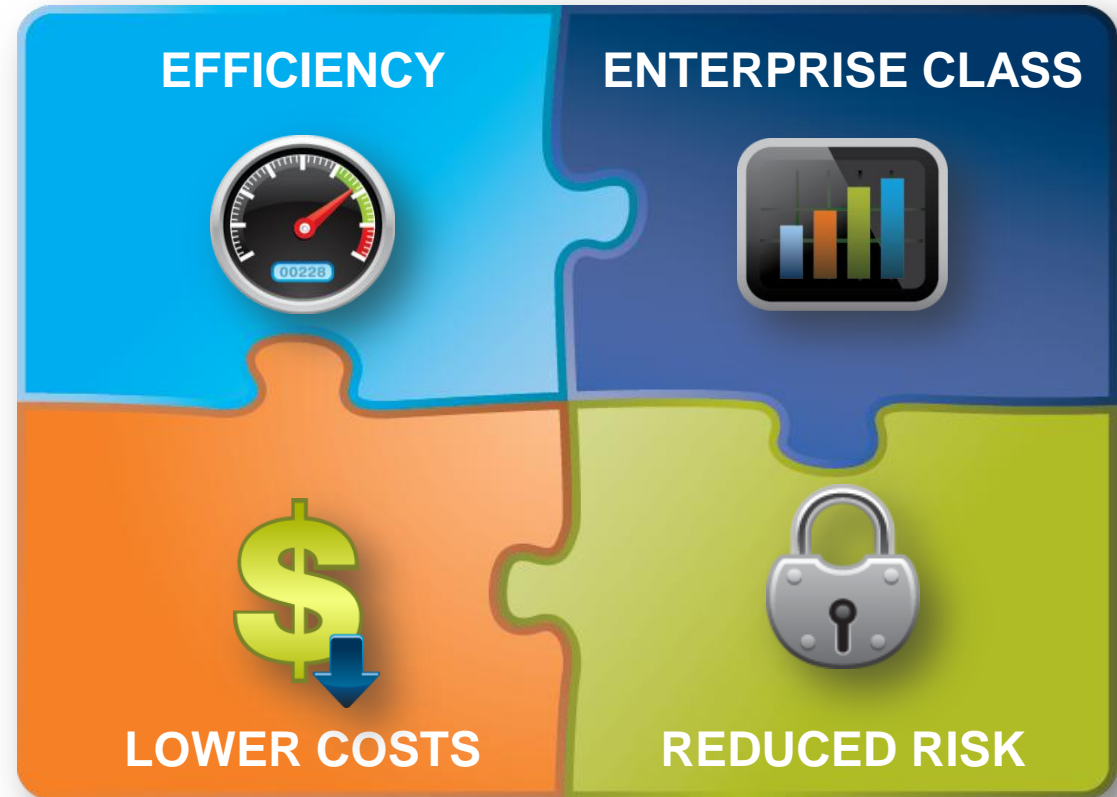 EFFICIENCY
ENTERPRISE CLASS
00228
LOWER COSTS
REDUCED RISK